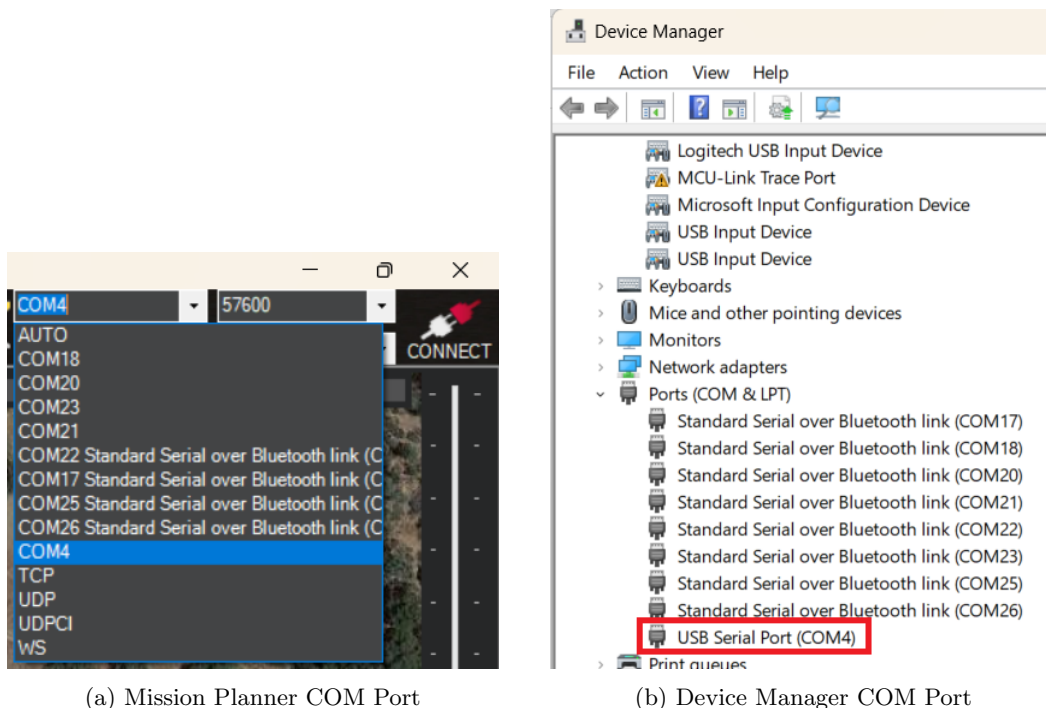 COM4
57600
CONNECT
AUTO
COM18
COM20
COM23
COM21
COM22 Standard Serial over Bluetooth link (C
COM17 Standard Serial over Bluetooth link (C
COM25 Standard Serial over Bluetooth link (C
COM26 Standard Serial over Bluetooth link (C
COM4
TCP
UDP
UDPCI
WS
(a) Mission Planner COM Port
Device Manager
File Action View Help
Logitech USB Input Device
MCU-Link Trace Port
Microsoft Input Configuration Device
USB Input Device
USB Input Device
Keyboards
Mice and other pointing devices
Monitors
Network adapters
Ports (COM & LPT)
Standard Serial over Bluetooth link (COM17)
Standard Serial over Bluetooth link (COM18)
Standard Serial over Bluetooth link (COM20)
Standard Serial over Bluetooth link (COM21)
Standard Serial over Bluetooth link (COM22)
Standard Serial over Bluetooth link (COM23)
Standard Serial over Bluetooth link (COM25)
Standard Serial over Bluetooth link (COM26)
USB Serial Port (COM4)
Print queues
(b) Device Manager COM Port